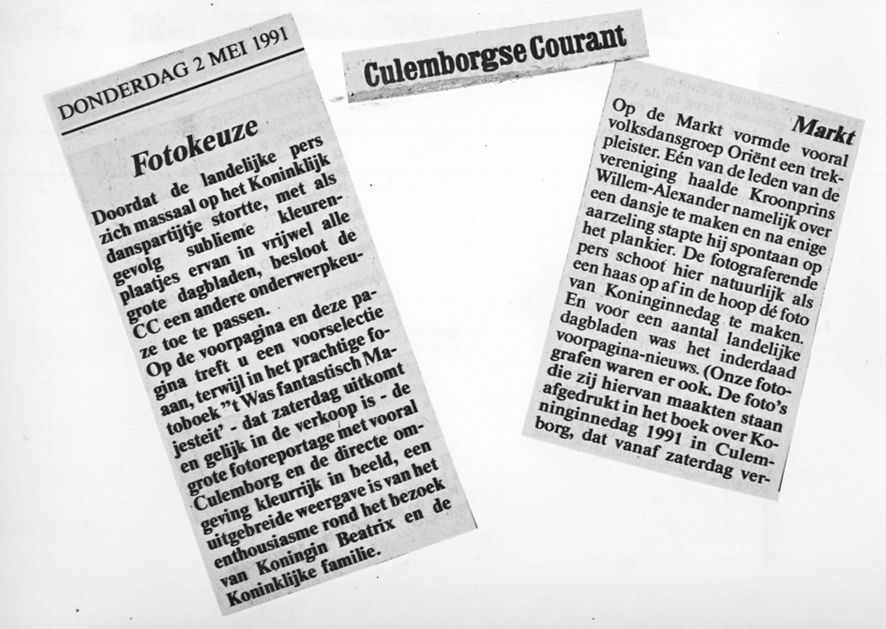 DONDERDAG 2 MEI 1991
Fotokeuze
Doordat de landelijke pers
zich massaal op het Koninklijk
danspartijtje stortte, met als
gevolg sublieme kleuren-
plaatjes ervan in vrijwel alle
grote dagbladen, besloot de
CC een andere onderwerpkeu-
ze toe te passen.
Op de voorpagina en deze pa-
gina treft u een voorselectie
aan, terwijl in het prachtige fo-
toboek "t Was fantastisch Ma-
jesteit' - dat zaterdag uitkomt
en gelijk in de verkoop is - de
grote fotoreportage met vooral
Culemborg en de directe om-
geving kleurrijk in beeld, een
uitgebreide weergave is van het
enthousiasme rond het bezoek
van Koningin Beatrix en de
Koninklijke familie.
Culemborgse Courant
Markt
Op de Markt vormde vooral
volksdansgroep Oriënt een trek-
pleister. Eén van de leden van de
vereniging haalde Kroonprins
Willem-Alexander namelijk over
een dansje te maken en na enige
aarzeling stapte hij spontaan op
het plankier. De fotograferende
pers schoot hier natuurlijk als
een haas op af in de hoop dé foto
van Koninginnedag te maken.
En voor een aantal landelijke
dagbladen was het inderdaad
voorpagina-nieuws. (Onze foto-
grafen waren er ook. De foto's
die zij hiervan maakten staan
afgedrukt in het boek over Ko-
ninginnedag 1991 in Culem-
borg, dat vanaf zaterdag ver-